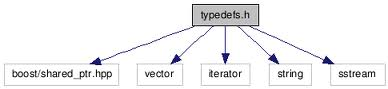 typedefs.h
boost/shared_ptr.hpp
vector
iterator
string
sstream